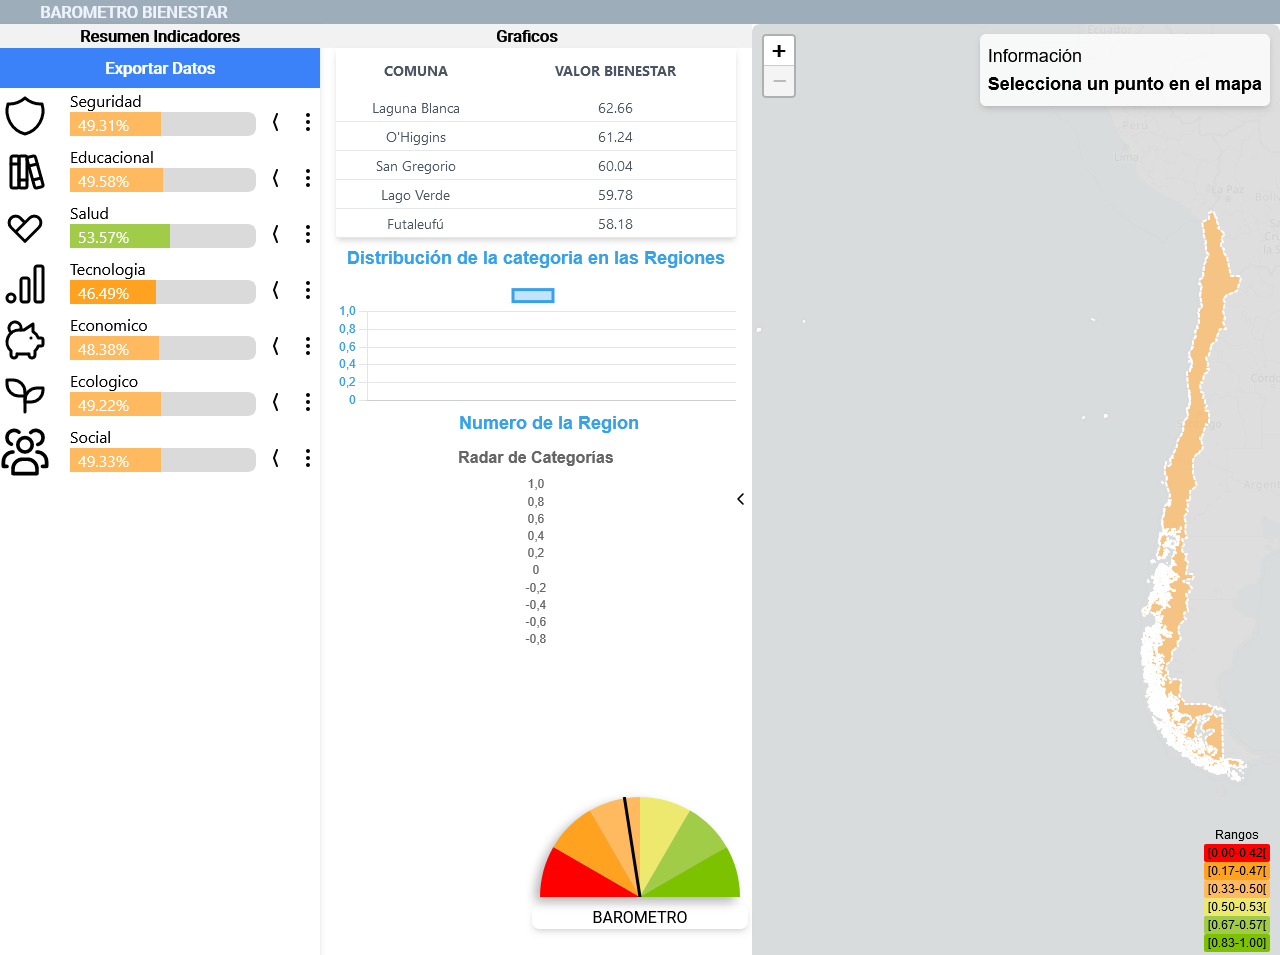 BAROMETRO BIENESTAR
Resumen Indicadores
Exportar Datos
Seguridad
49.31%
Educacional
49.58%
Salud
53.57%
Tecnologia
46.49%
Economico
48.38%
Ecologico
49.22%
Social
49.33%
Graficos
COMUNA VALOR BIENESTAR
Laguna Blanca 62.66
O'Higgins 61.24
San Gregorio 60.04
Lago Verde 59.78
Futaleufú 58.18
Distribución de la categoria en las Regiones
1,0
0,8
0,6
0,4
0,2
0
Numero de la Region
Radar de Categorías
1,0
0,8
0,6
0,4
0,2
0
-0,2
-0,4
-0,6
-0,8
BAROMETRO
+
−
Información
Selecciona un punto en el mapa
Ecuador
Perú
Lima
La Paz
Rangos
[0.00-0.42[
[0.17-0.47[
[0.33-0.50[
[0.50-0.53[
[0.67-0.57[
[0.83-1.00]